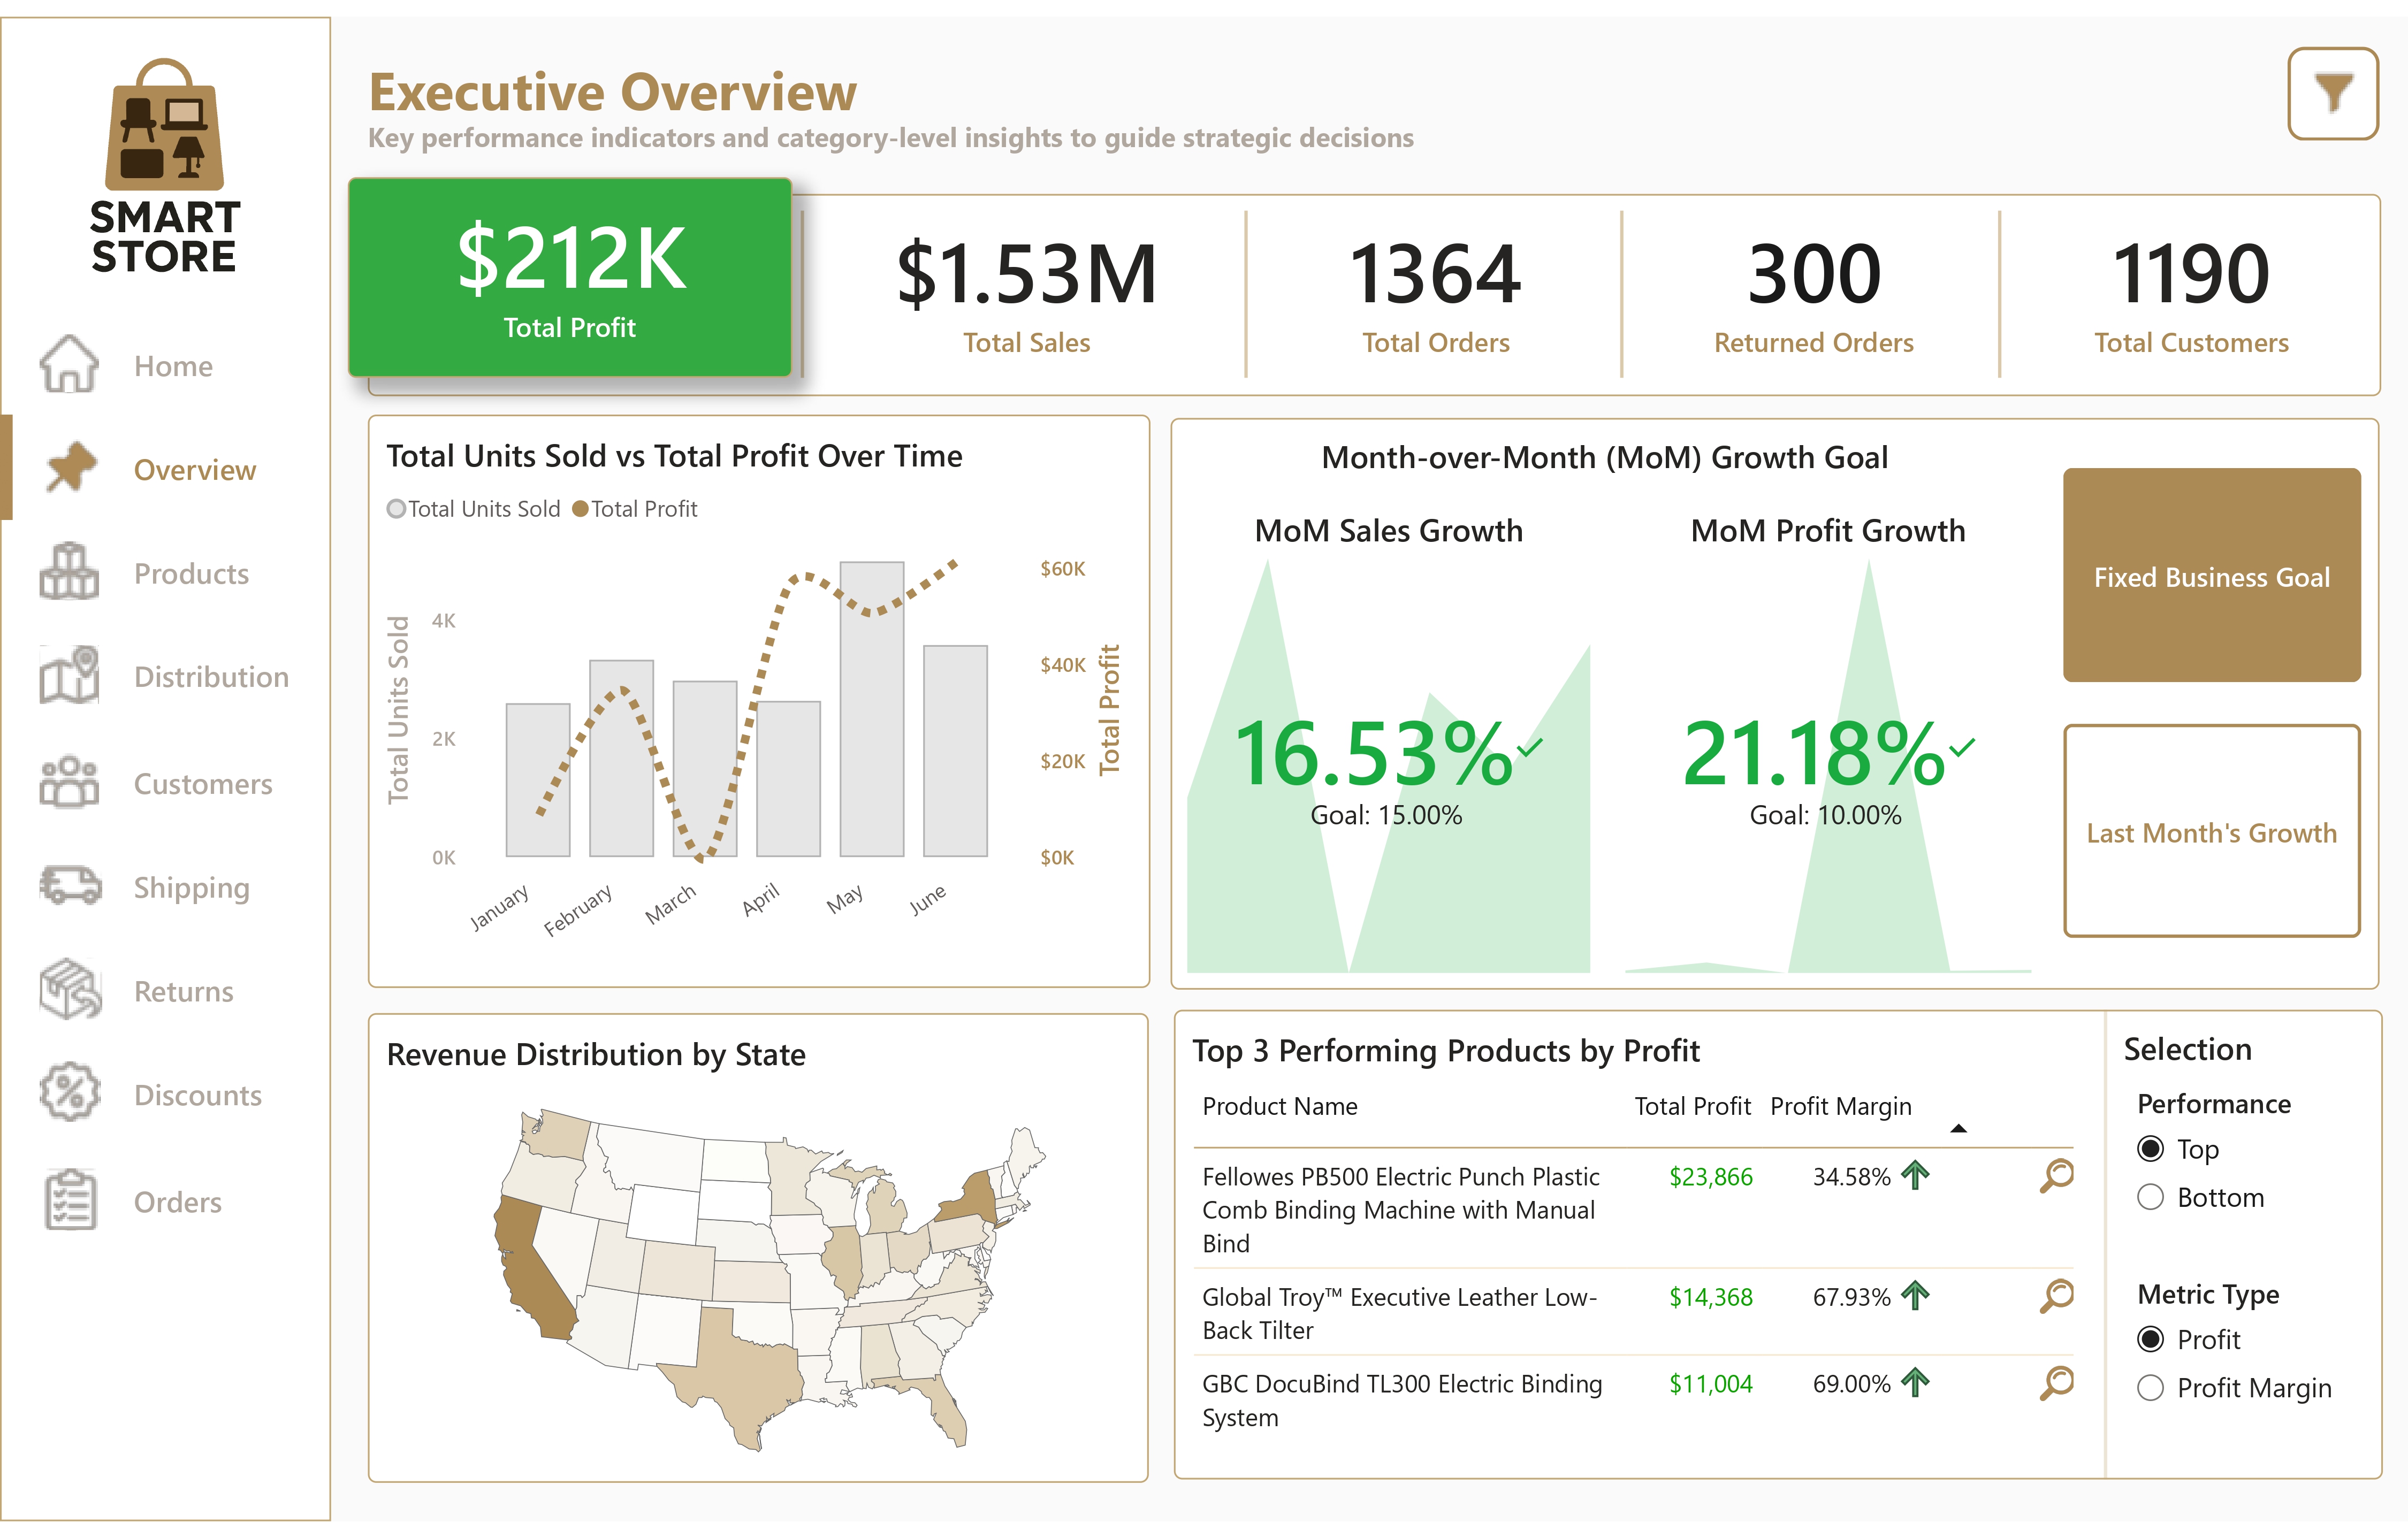 SMART
STORE
Home
Overview
Products
Distribution
Customers
Shipping
Returns
Discounts
Orders
Executive Overview
Key performance indicators and category-level insights to guide strategic decisions
$212K
Total Profit
$1.53M
Total Sales
1364
Total Orders
300
Returned Orders
1190
Total Customers
Total Units Sold vs Total Profit Over Time
Total Units Sold Total Profit
Total Units Sold
4K
2K
0K
$60K
$40K
$20K
$0K
Total Profit
January
February
March
April
May
June
Month-over-Month (MoM) Growth Goal
MoM Sales Growth
16.53%
Goal: 15.00%
MoM Profit Growth
21.18%
Goal: 10.00%
Fixed Business Goal
Last Month's Growth
Revenue Distribution by State
Top 3 Performing Products by Profit
Product Name Total Profit Profit Margin
Fellowes PB500 Electric Punch Plastic $23,866 34.58%
Comb Binding Machine with Manual
Bind
Global Troy™ Executive Leather Low- $14,368 67.93%
Back Tilter
GBC DocuBind TL300 Electric Binding $11,004 69.00%
System
Selection
Performance
Top
Bottom
Metric Type
Profit
Profit Margin